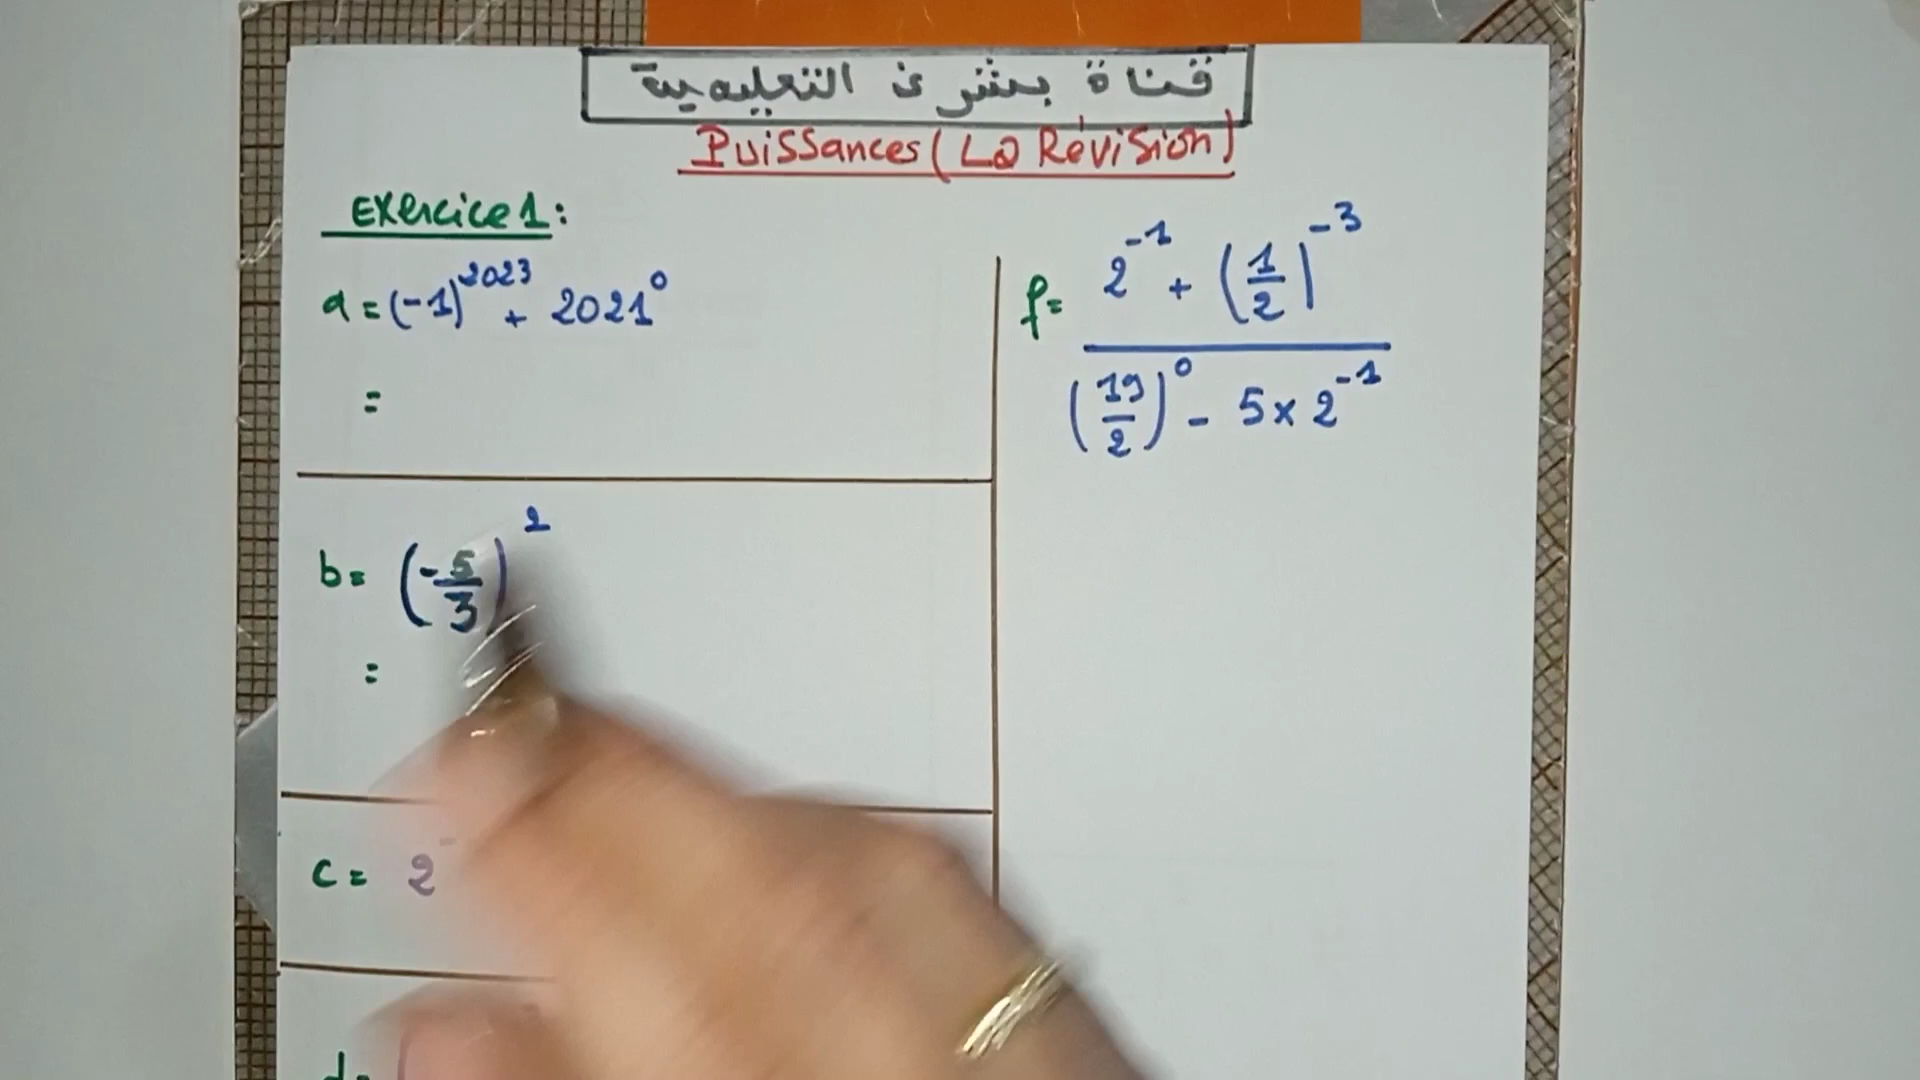 قناة بشرى التعليمية
Puissances (La Révision)
Exercice 1:
a = (-1)^2023 + 2021^0
=
b = (-5/3)^2
=
c = 2^-
d =
f = (2^-1 + (1/2)^-3) / ((19/2)^0 - 5 x 2^-1)